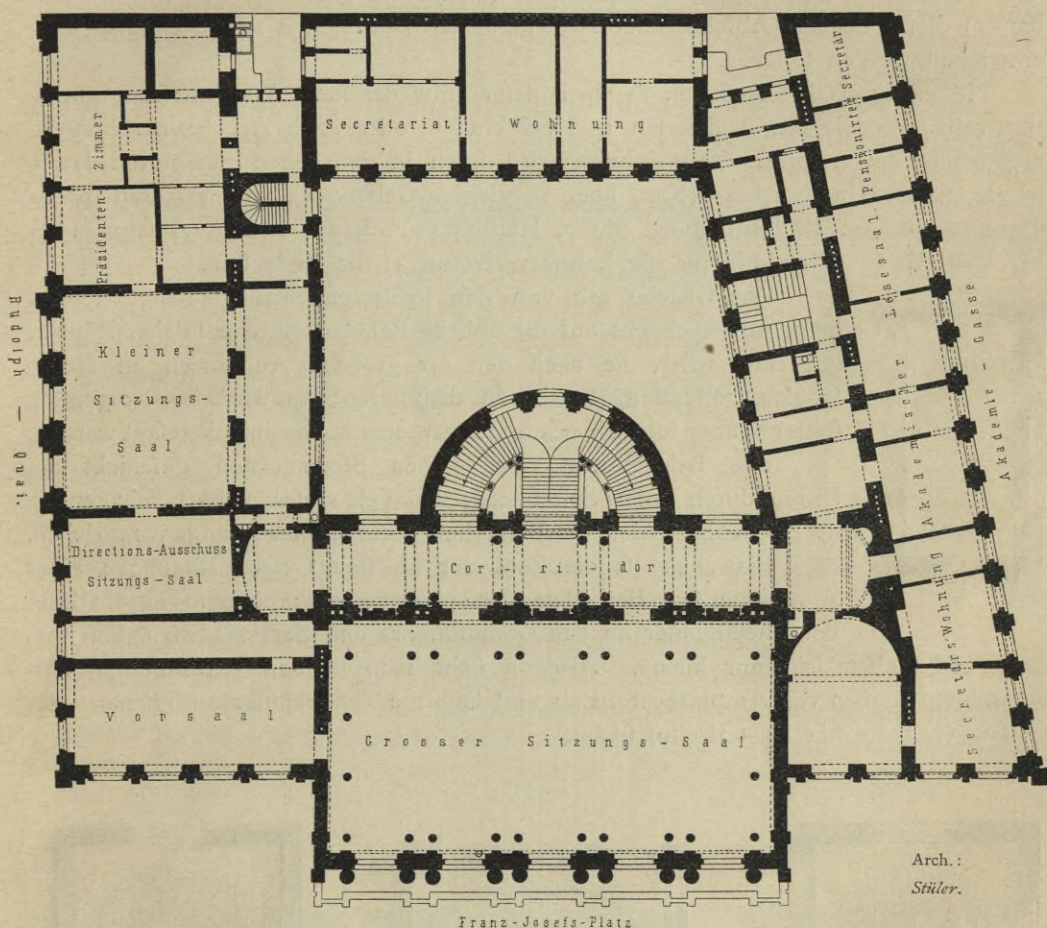 Secretariat Wohnung
Pensionirter Secretär
Präsidenten-
Zimmer
Rudolph — Quai.
Kleiner
Sitzungs-
Saal
Akademischer Lesesaal
Akademie - Gasse
Directions-Ausschuss
Sitzungs-Saal
Cor - ri - dor
Secretärs-Wohnung
Vorsaal
Grosser Sitzungs-Saal
Arch.:
Stüler.
Franz-Josefs-Platz